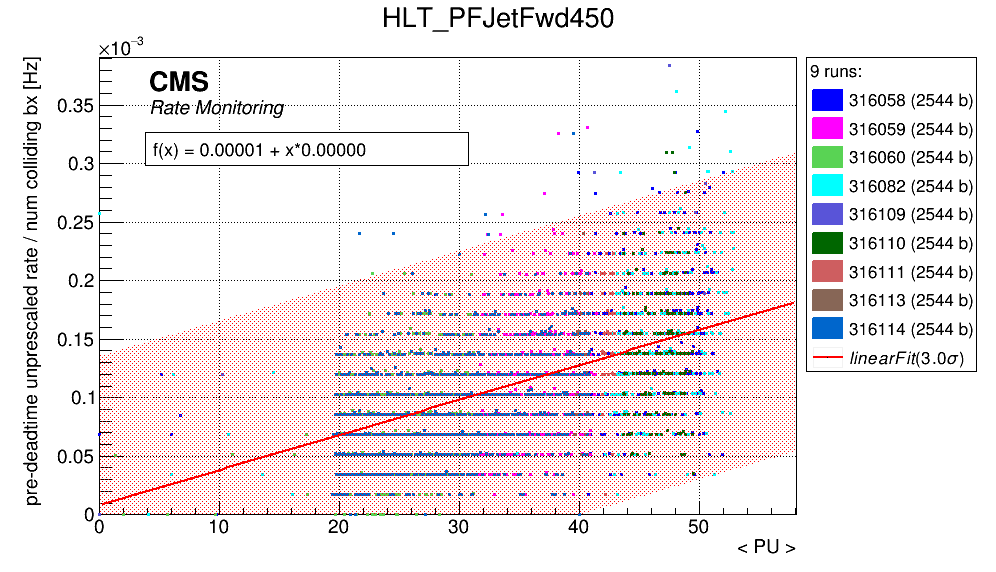 HLT_PFJetFwd450
×10⁻³
pre-deadtime unprescaled rate / num colliding bx [Hz]
0.35
0.3
0.25
0.2
0.15
0.1
0.05
0
CMS
Rate Monitoring
f(x) = 0.00001 + x*0.00000
0 10 20 30 40 50
< PU >
9 runs:
316058 (2544 b)
316059 (2544 b)
316060 (2544 b)
316082 (2544 b)
316109 (2544 b)
316110 (2544 b)
316111 (2544 b)
316113 (2544 b)
316114 (2544 b)
linearFit(3.0σ)